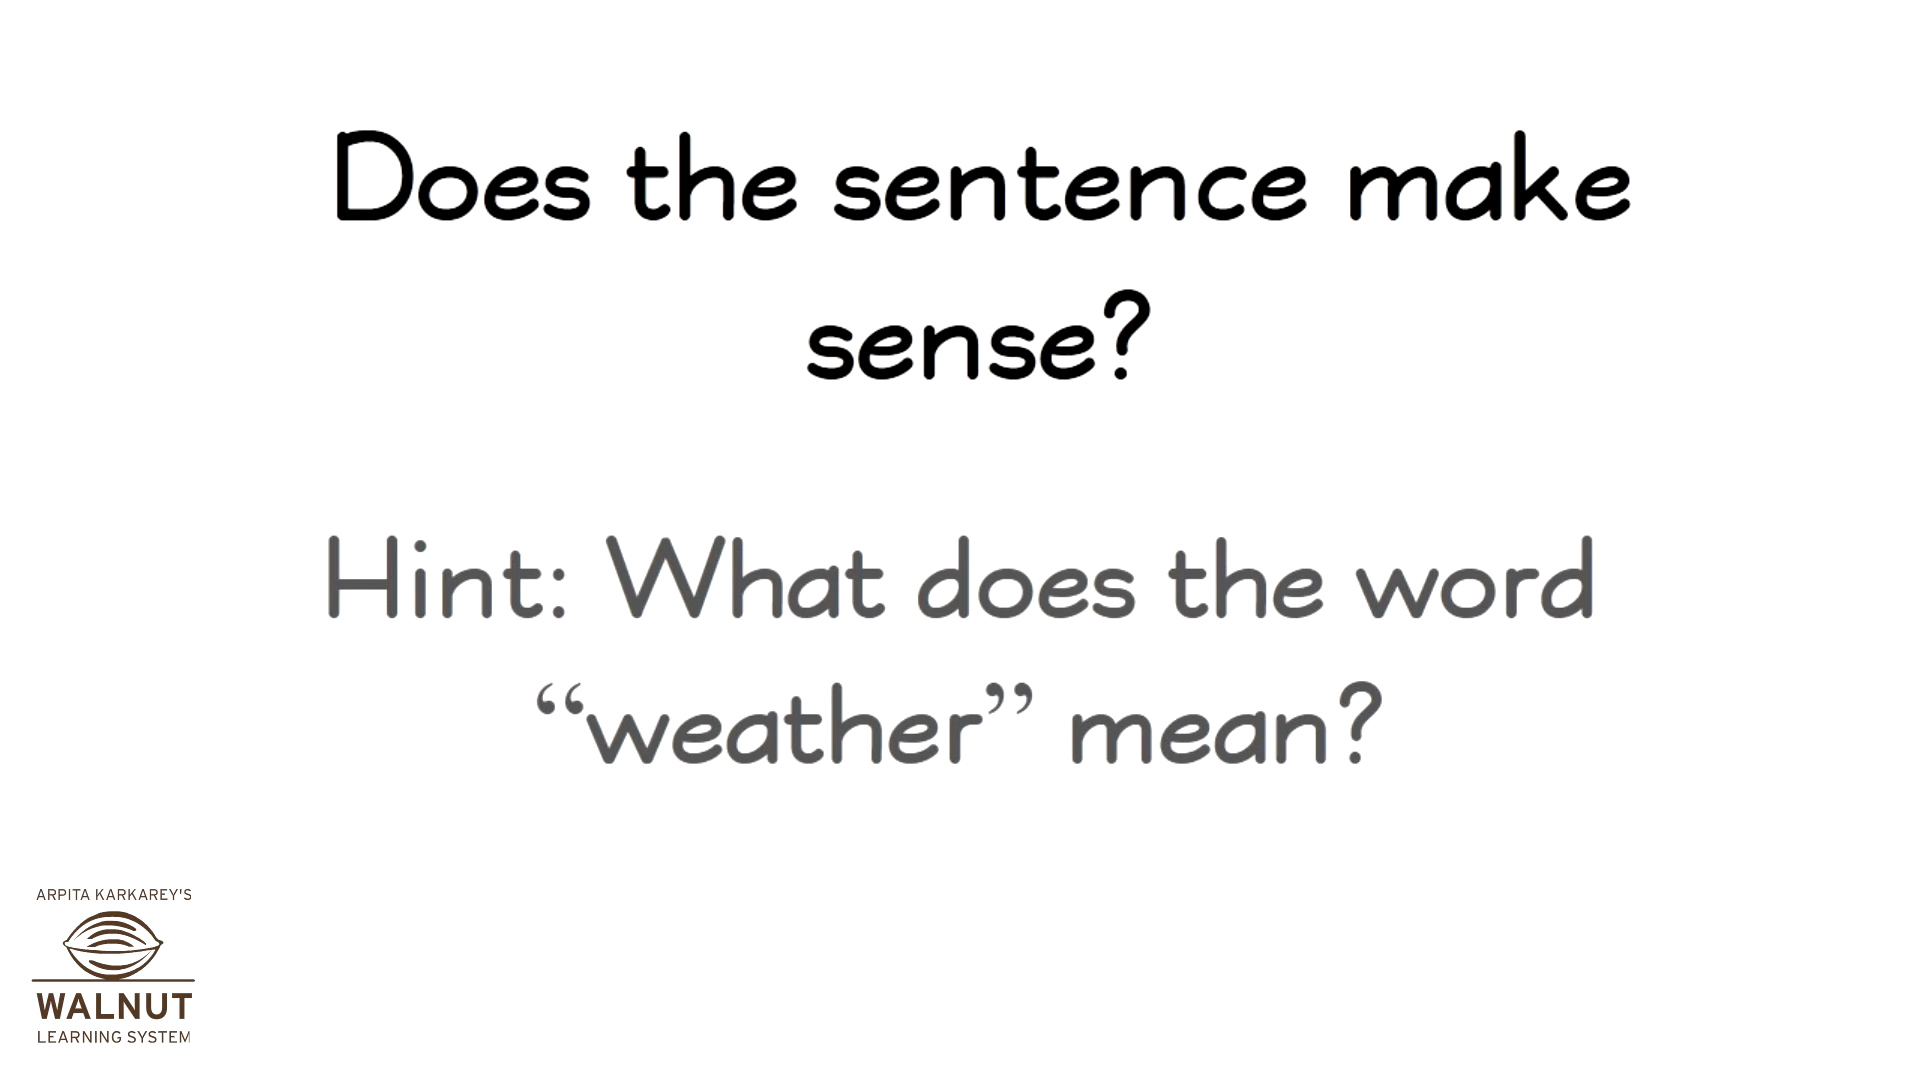 Does the sentence make
sense?
Hint: What does the word
“weather” mean?
ARPITA KARKAREY'S
WALNUT
LEARNING SYSTEM